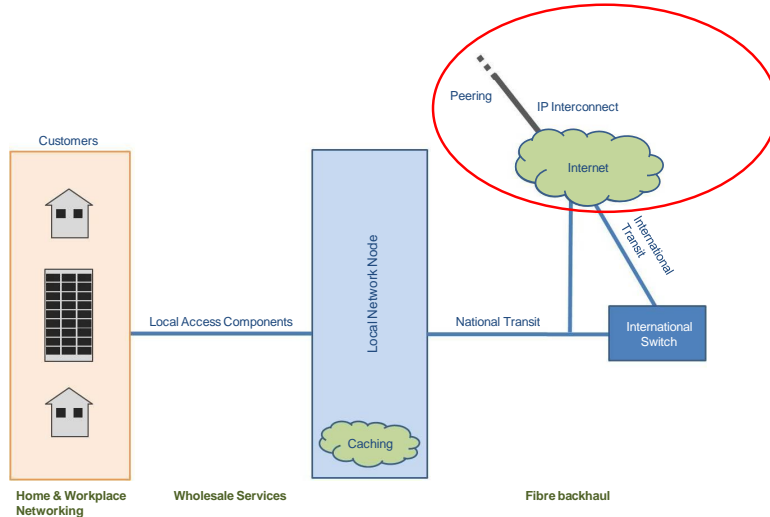 Peering
IP Interconnect
Customers
Internet
International
Transit
Local Network Node
Local Access Components
National Transit
International
Switch
Caching
Home & Workplace
Networking
Wholesale Services
Fibre backhaul